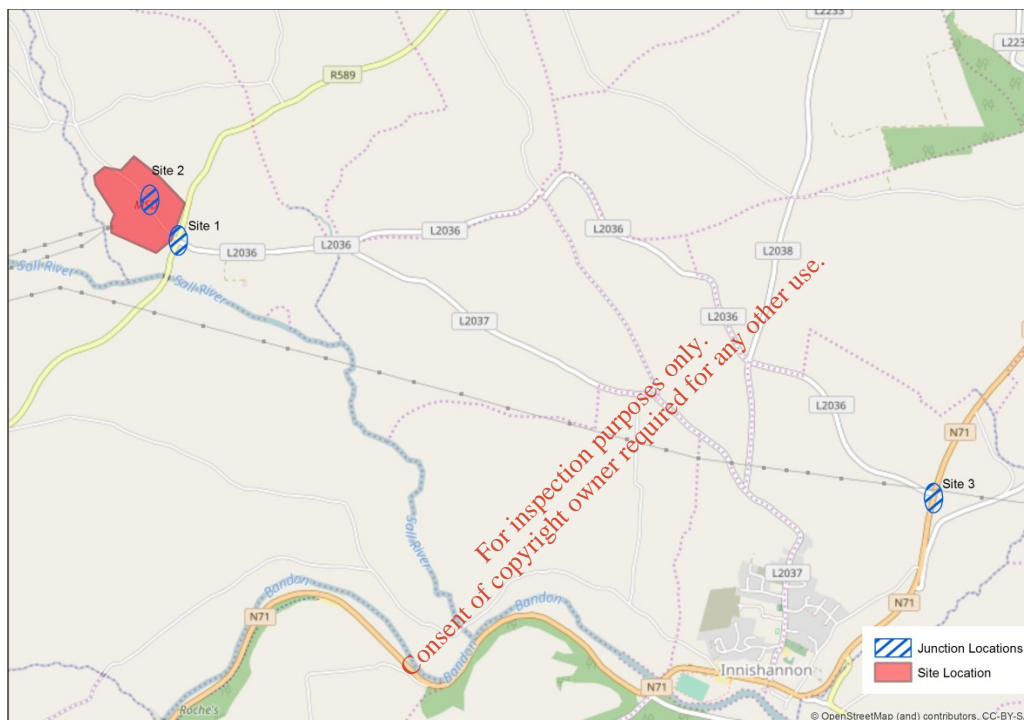 L2235
L223
R589
Site 2
Site 1
L2036
L2036
L2036
L2036
L2038
Sall River
Sall River
L2037
L2036
For inspection purposes only.
Consent of copyright owner required for any other use.
L2036
N71
Site 3
Sall River
L2037
Bandon
Bandon
N71
N71
Bandon
Innishannon
N71
Roche's
Junction Locations
Site Location
© OpenStreetMap (and) contributors, CC-BY-S